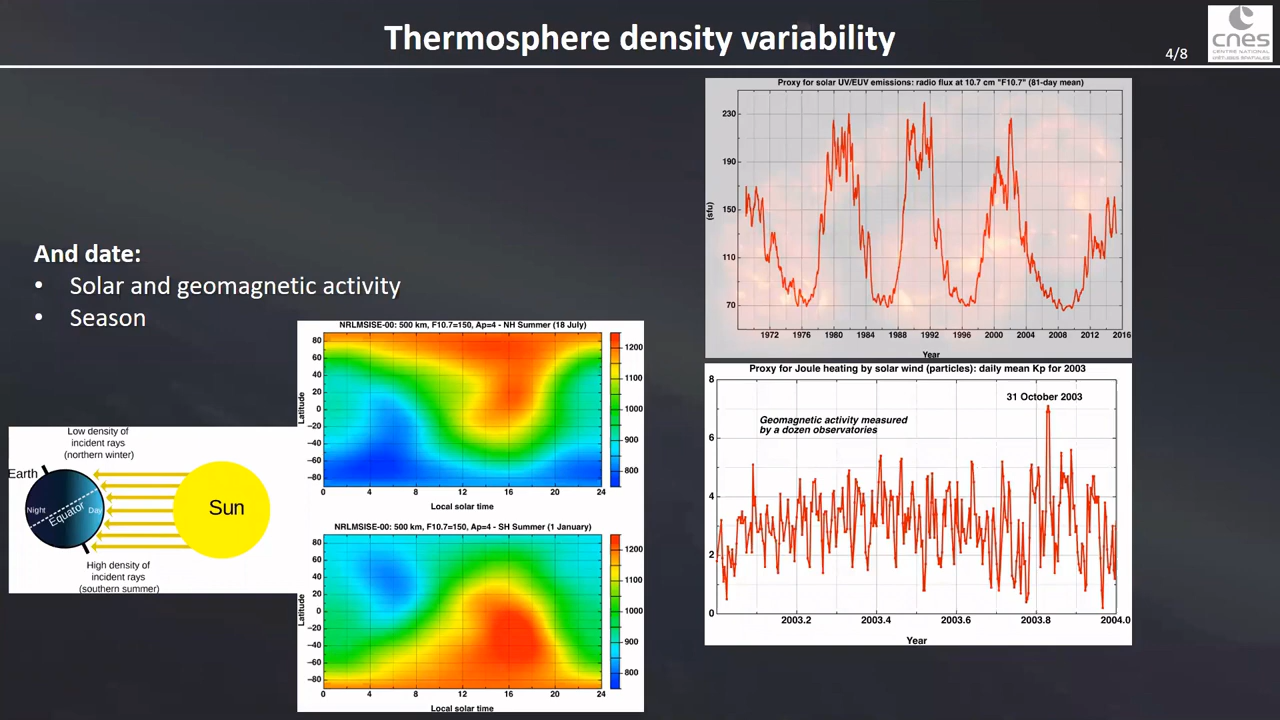 Thermosphere density variability
4/8
cnes
CENTRE NATIONAL
D'ÉTUDES SPATIALES
And date:
• Solar and geomagnetic activity
• Season
Low density of
incident rays
(northern winter)
Earth
Night
Equator
Day
Sun
High density of
incident rays
(southern summer)
NRLMSISE-00: 500 km, F10.7=150, Ap=4 - NH Summer (18 July)
Latitude
80
60
40
20
0
−20
−40
−60
−80
0 4 8 12 16 20 24
Local solar time
1200
1100
1000
900
800
NRLMSISE-00: 500 km, F10.7=150, Ap=4 - SH Summer (1 January)
Latitude
80
60
40
20
0
−20
−40
−60
−80
0 4 8 12 16 20 24
Local solar time
1200
1100
1000
900
800
Proxy for solar UV/EUV emissions: radio flux at 10.7 cm "F10.7" (81-day mean)
(sfu)
230
190
150
110
70
1972 1976 1980 1984 1988 1992 1996 2000 2004 2008 2012 2016
Year
Proxy for Joule heating by solar wind (particles): daily mean Kp for 2003
31 October 2003
Geomagnetic activity measured
by a dozen observatories
8
6
4
2
0
2003.2 2003.4 2003.6 2003.8 2004.0
Year